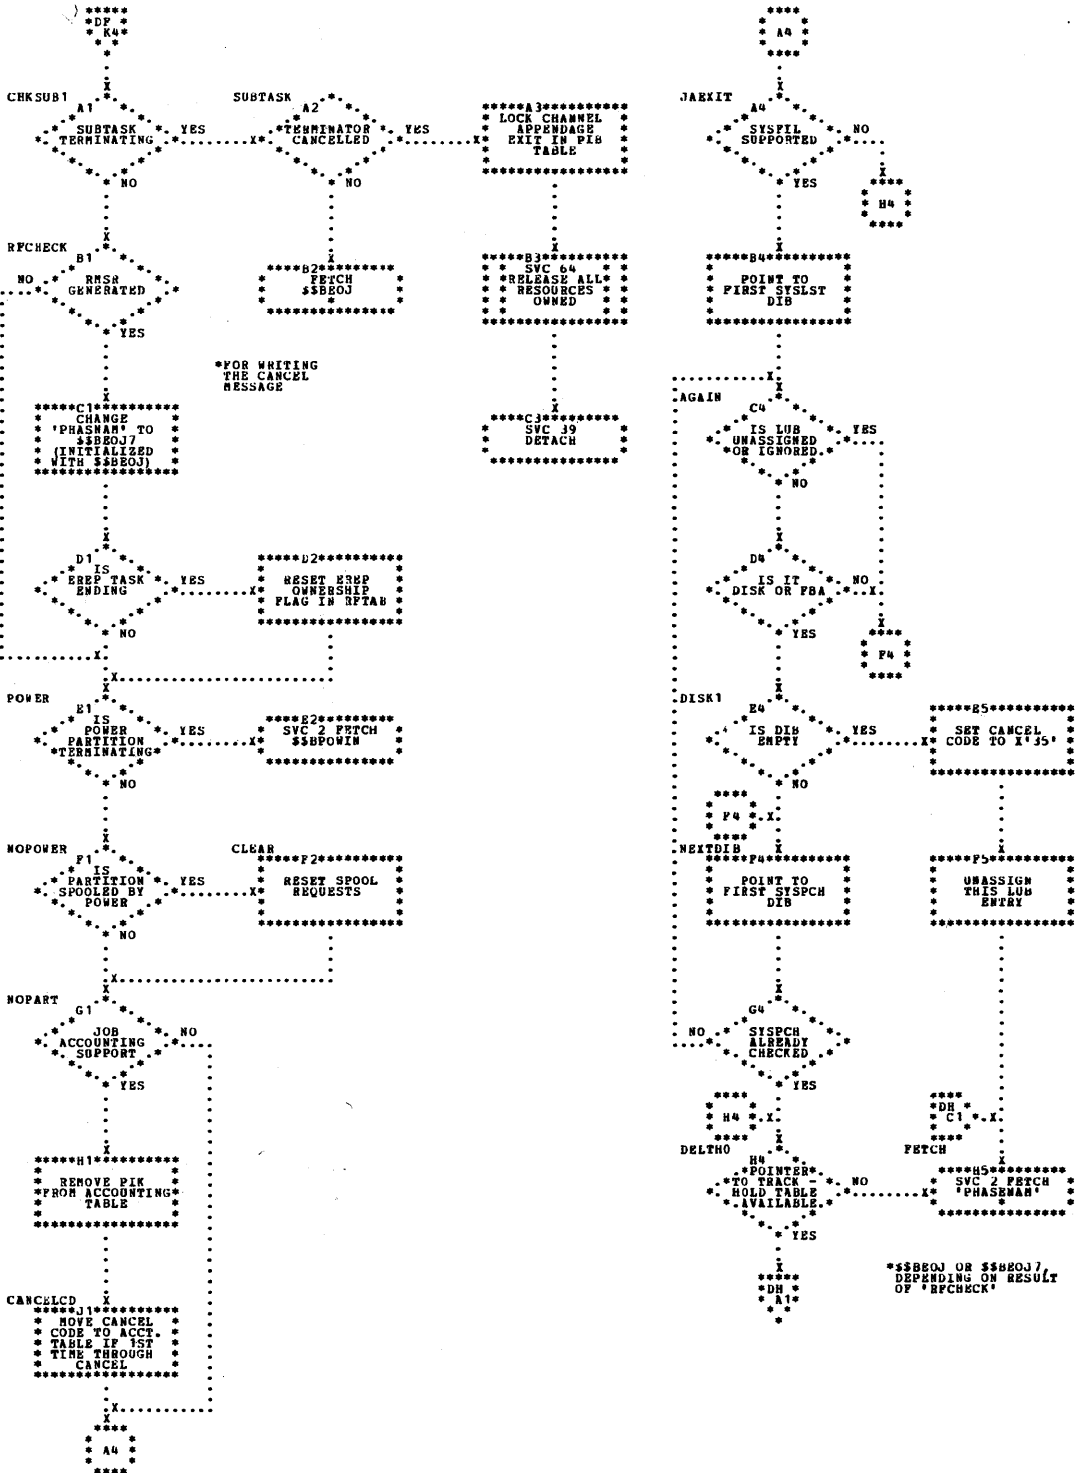 DF
K4
CHKSUB1
A1
SUBTASK
TERMINATING
YES
NO
SUBTASK
A2
TERMINATOR
CANCELLED
YES
NO
A3
LOCK CHANNEL
APPENDAGE
EXIT IN PIB
TABLE
RFCHECK
B1
RMSR
GENERATED
NO
YES
B2
FETCH
$$BEOJ
*
B3
SVC 64
RELEASE ALL
RESOURCES
OWNED
*FOR WRITING
THE CANCEL
MESSAGE
C1
CHANGE
'PHASNAM' TO
$$BEOJ7
(INITIALIZED
WITH $$BEOJ)
C3
SVC 39
DETACH
D1
IS
EREP TASK
ENDING
YES
NO
D2
RESET EREP
OWNERSHIP
FLAG IN RFTAB
POWER
E1
IS
POWER
PARTITION
TERMINATING
YES
NO
E2
SVC 2 FETCH
$$BPOWIN
NOPOWER
F1
IS
PARTITION
SPOOLED BY
POWER
YES
NO
CLEAR
F2
RESET SPOOL
REQUESTS
NOPART
G1
JOB
ACCOUNTING
SUPPORT
NO
YES
H1
REMOVE PIK
FROM ACCOUNTING
TABLE
CANCELCD
J1
MOVE CANCEL
CODE TO ACCT.
TABLE IF 1ST
TIME THROUGH
CANCEL
A4
A4
JAEXIT
A4
SYSFIL
SUPPORTED
NO
YES
H4
B4
POINT TO
FIRST SYSLST
DIB
AGAIN
C4
IS LUB
UNASSIGNED
OR IGNORED
YES
NO
D4
IS IT
DISK OR FBA
NO
YES
F4
DISK1
E4
IS DIB
EMPTY
YES
NO
E5
SET CANCEL
CODE TO X'35'
F4
NEXTDIB
F4
POINT TO
FIRST SYSPCH
DIB
F5
UNASSIGN
THIS LUB
ENTRY
G4
SYSPCH
ALREADY
CHECKED
NO
YES
H4
DH
C1
DELTHO
H4
POINTER
TO TRACK -
HOLD TABLE
AVAILABLE
NO
YES
FETCH
H5
SVC 2 FETCH
'PHASENAM'
*$$BEOJ OR $$BEOJ7,
DEPENDING ON RESULT
OF 'RFCHECK'
DH
A1